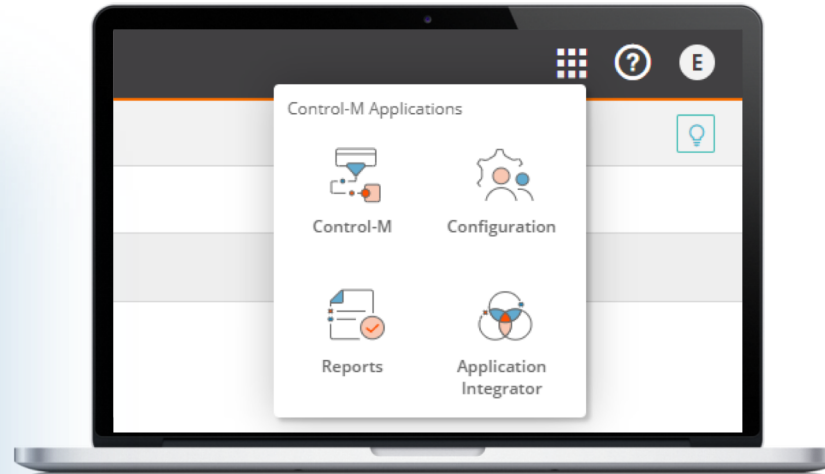 ?
E
Control-M Applications
Control-M
Configuration
Reports
Application
Integrator